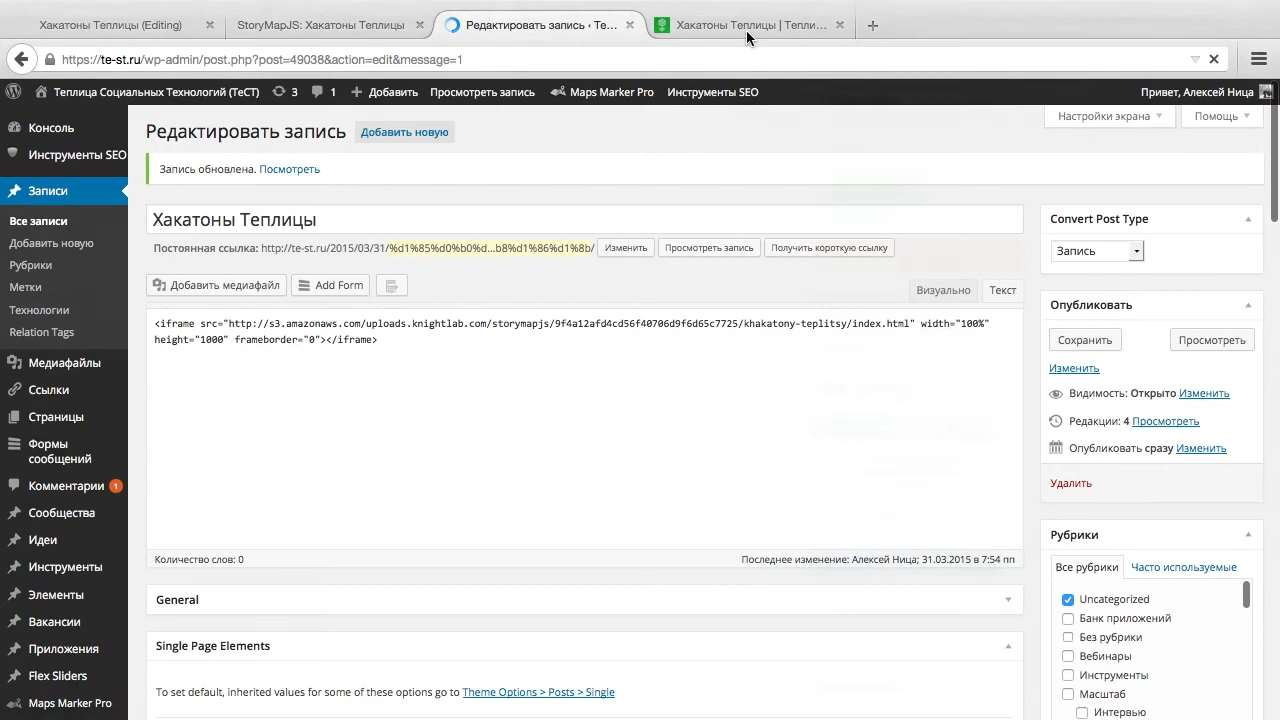 Хакатоны Теплицы (Editing)
StoryMapJS: Хакатоны Теплицы
Редактировать запись ‹ Те...
Хакатоны Теплицы | Тепли...
https://te-st.ru/wp-admin/post.php?post=49038&action=edit&message=1
Теплица Социальных Технологий (ТеСТ) 3 1 Добавить Просмотреть запись Maps Marker Pro Инструменты SEO Привет, Алексей Ница
Консоль
Инструменты SEO
Записи
Все записи
Добавить новую
Рубрики
Метки
Технологии
Relation Tags
Медиафайлы
Ссылки
Страницы
Формы
сообщений
Комментарии 1
Сообщества
Идеи
Инструменты
Элементы
Вакансии
Приложения
Flex Sliders
Maps Marker Pro
Настройки экрана Помощь
Редактировать запись Добавить новую
Запись обновлена. Посмотреть
Хакатоны Теплицы
Постоянная ссылка: http://te-st.ru/2015/03/31/%d1%85%d0%b0%d...b8%d1%86%d1%8b/ Изменить Просмотреть запись Получить короткую ссылку
Добавить медиафайл Add Form
Визуально Текст
<iframe src="http://s3.amazonaws.com/uploads.knightlab.com/storymapjs/9f4a12afd4cd56f40706d9f6d65c7725/khakatony-teplitsy/index.html" width="100%"
height="1000" frameborder="0"></iframe>
Количество слов: 0 Последнее изменение: Алексей Ница; 31.03.2015 в 7:54 пп
General
Single Page Elements
To set default, inherited values for some of these options go to Theme Options > Posts > Single
Convert Post Type
Запись
Опубликовать
Сохранить Просмотреть
Изменить
Видимость: Открыто Изменить
Редакции: 4 Просмотреть
Опубликовать сразу Изменить
Удалить
Рубрики
Все рубрики Часто используемые
Uncategorized
Банк приложений
Без рубрики
Вебинары
Инструменты
Масштаб
Интервью